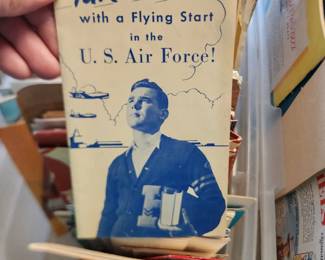 with a Flying Start
in the
U. S. Air Force!